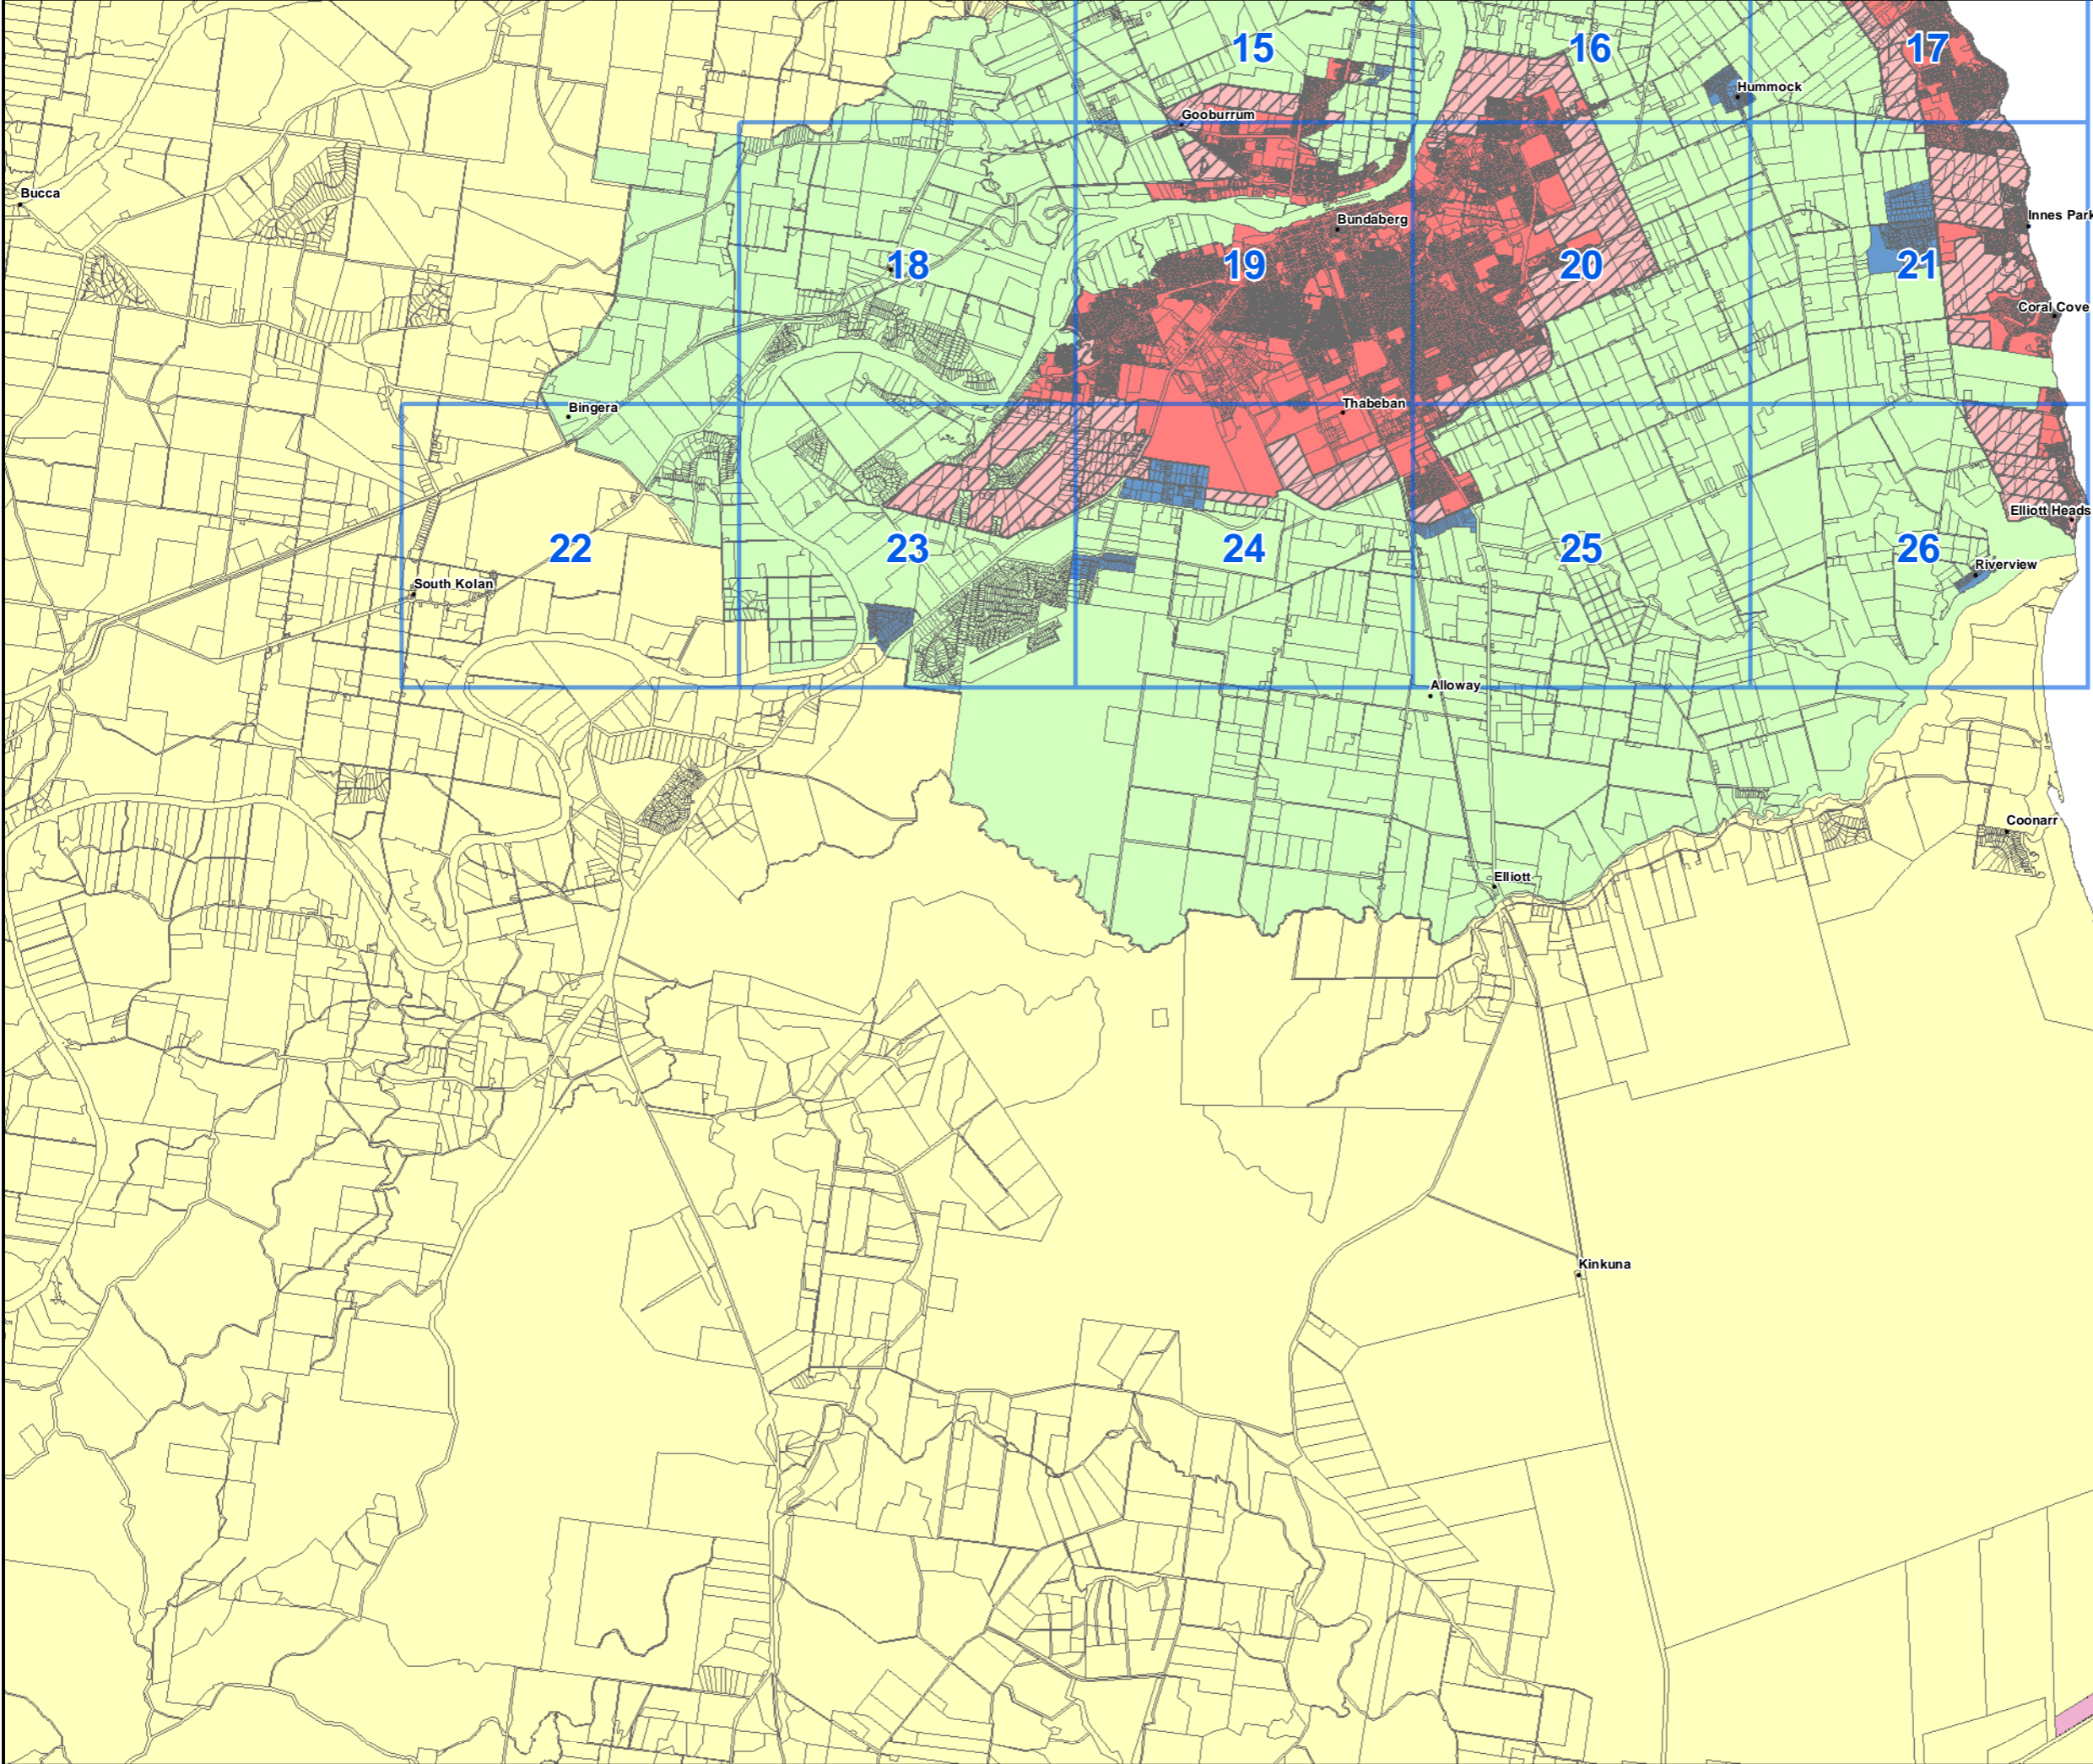 15
16
17
Hummock
Gooburrum
Bucca
Innes Park
Bundaberg
18
19
20
21
Coral Cove
Bingera
Thabeban
Elliott Heads
22
23
24
25
26
Riverview
South Kolan
Alloway
Coonarr
Elliott
Kinkuna